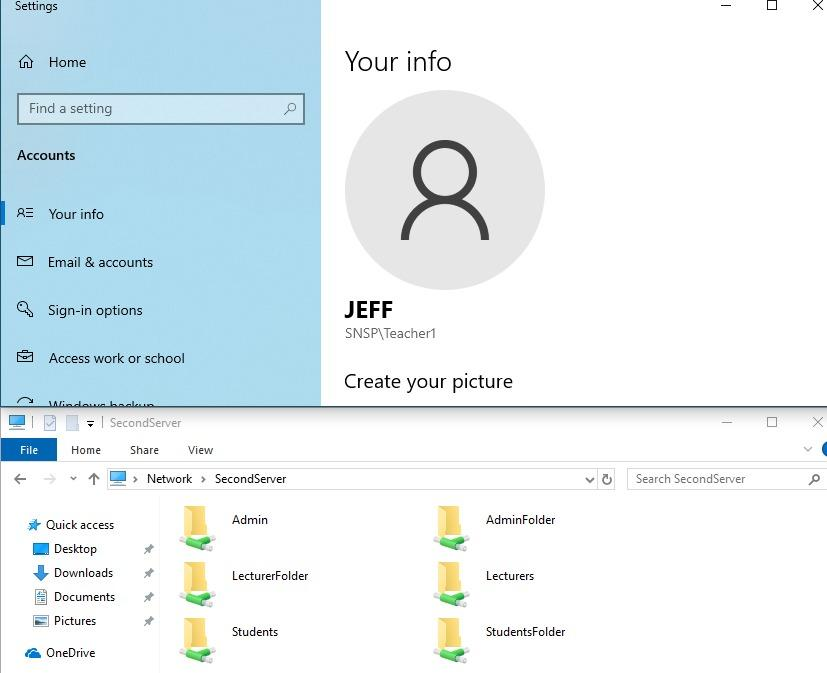 Settings
Home
Find a setting
Accounts
Your info
Email & accounts
Sign-in options
Access work or school
Windows backup
Your info
JEFF
SNSP\Teacher1
Create your picture
SecondServer
File Home Share View
Network > SecondServer
Search SecondServer
Quick access
Desktop
Downloads
Documents
Pictures
OneDrive
Admin AdminFolder
LecturerFolder Lecturers
Students StudentsFolder